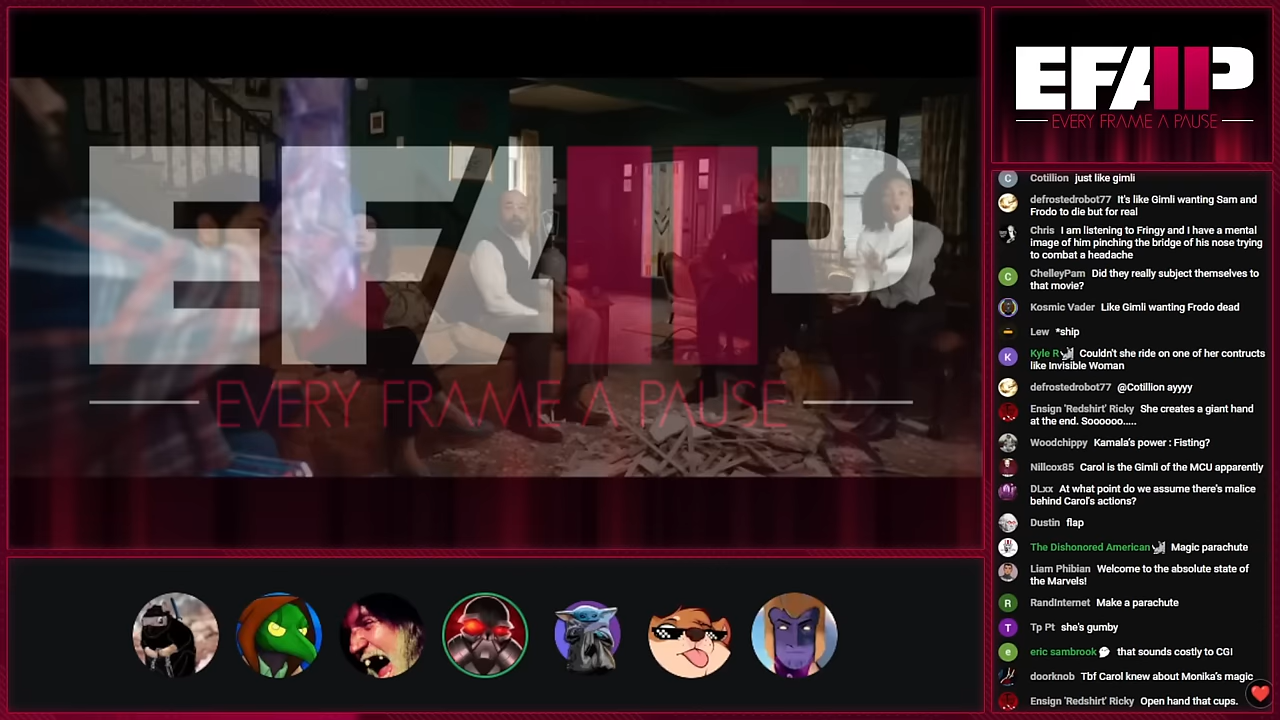 EFAP
EVERY FRAME A PAUSE
EFAP
EVERY FRAME A PAUSE
C
Cotillion just like gimli
defrostedrobot77 It's like Gimli wanting Sam and
Frodo to die but for real
Chris I am listening to Fringy and I have a mental
image of him pinching the bridge of his nose trying
to combat a headache
C
ChelleyPam Did they really subject themselves to
that movie?
Kosmic Vader Like Gimli wanting Frodo dead
Lew *ship
K
Kyle R Couldn't she ride on one of her contructs
like Invisible Woman
defrostedrobot77 @Cotillion ayyyy
Ensign 'Redshirt' Ricky She creates a giant hand
at the end. Soooooo.....
Woodchippy Kamala's power : Fisting?
Nillcox85 Carol is the Gimli of the MCU apparently
DLxx At what point do we assume there's malice
behind Carol's actions?
Dustin flap
The Dishonored American Magic parachute
Liam Phibian Welcome to the absolute state of
the Marvels!
R
RandInternet Make a parachute
T
Tp Pt she's gumby
e
eric sambrook that sounds costly to CGI
doorknob Tbf Carol knew about Monika's magic
Ensign 'Redshirt' Ricky Open hand that cups.